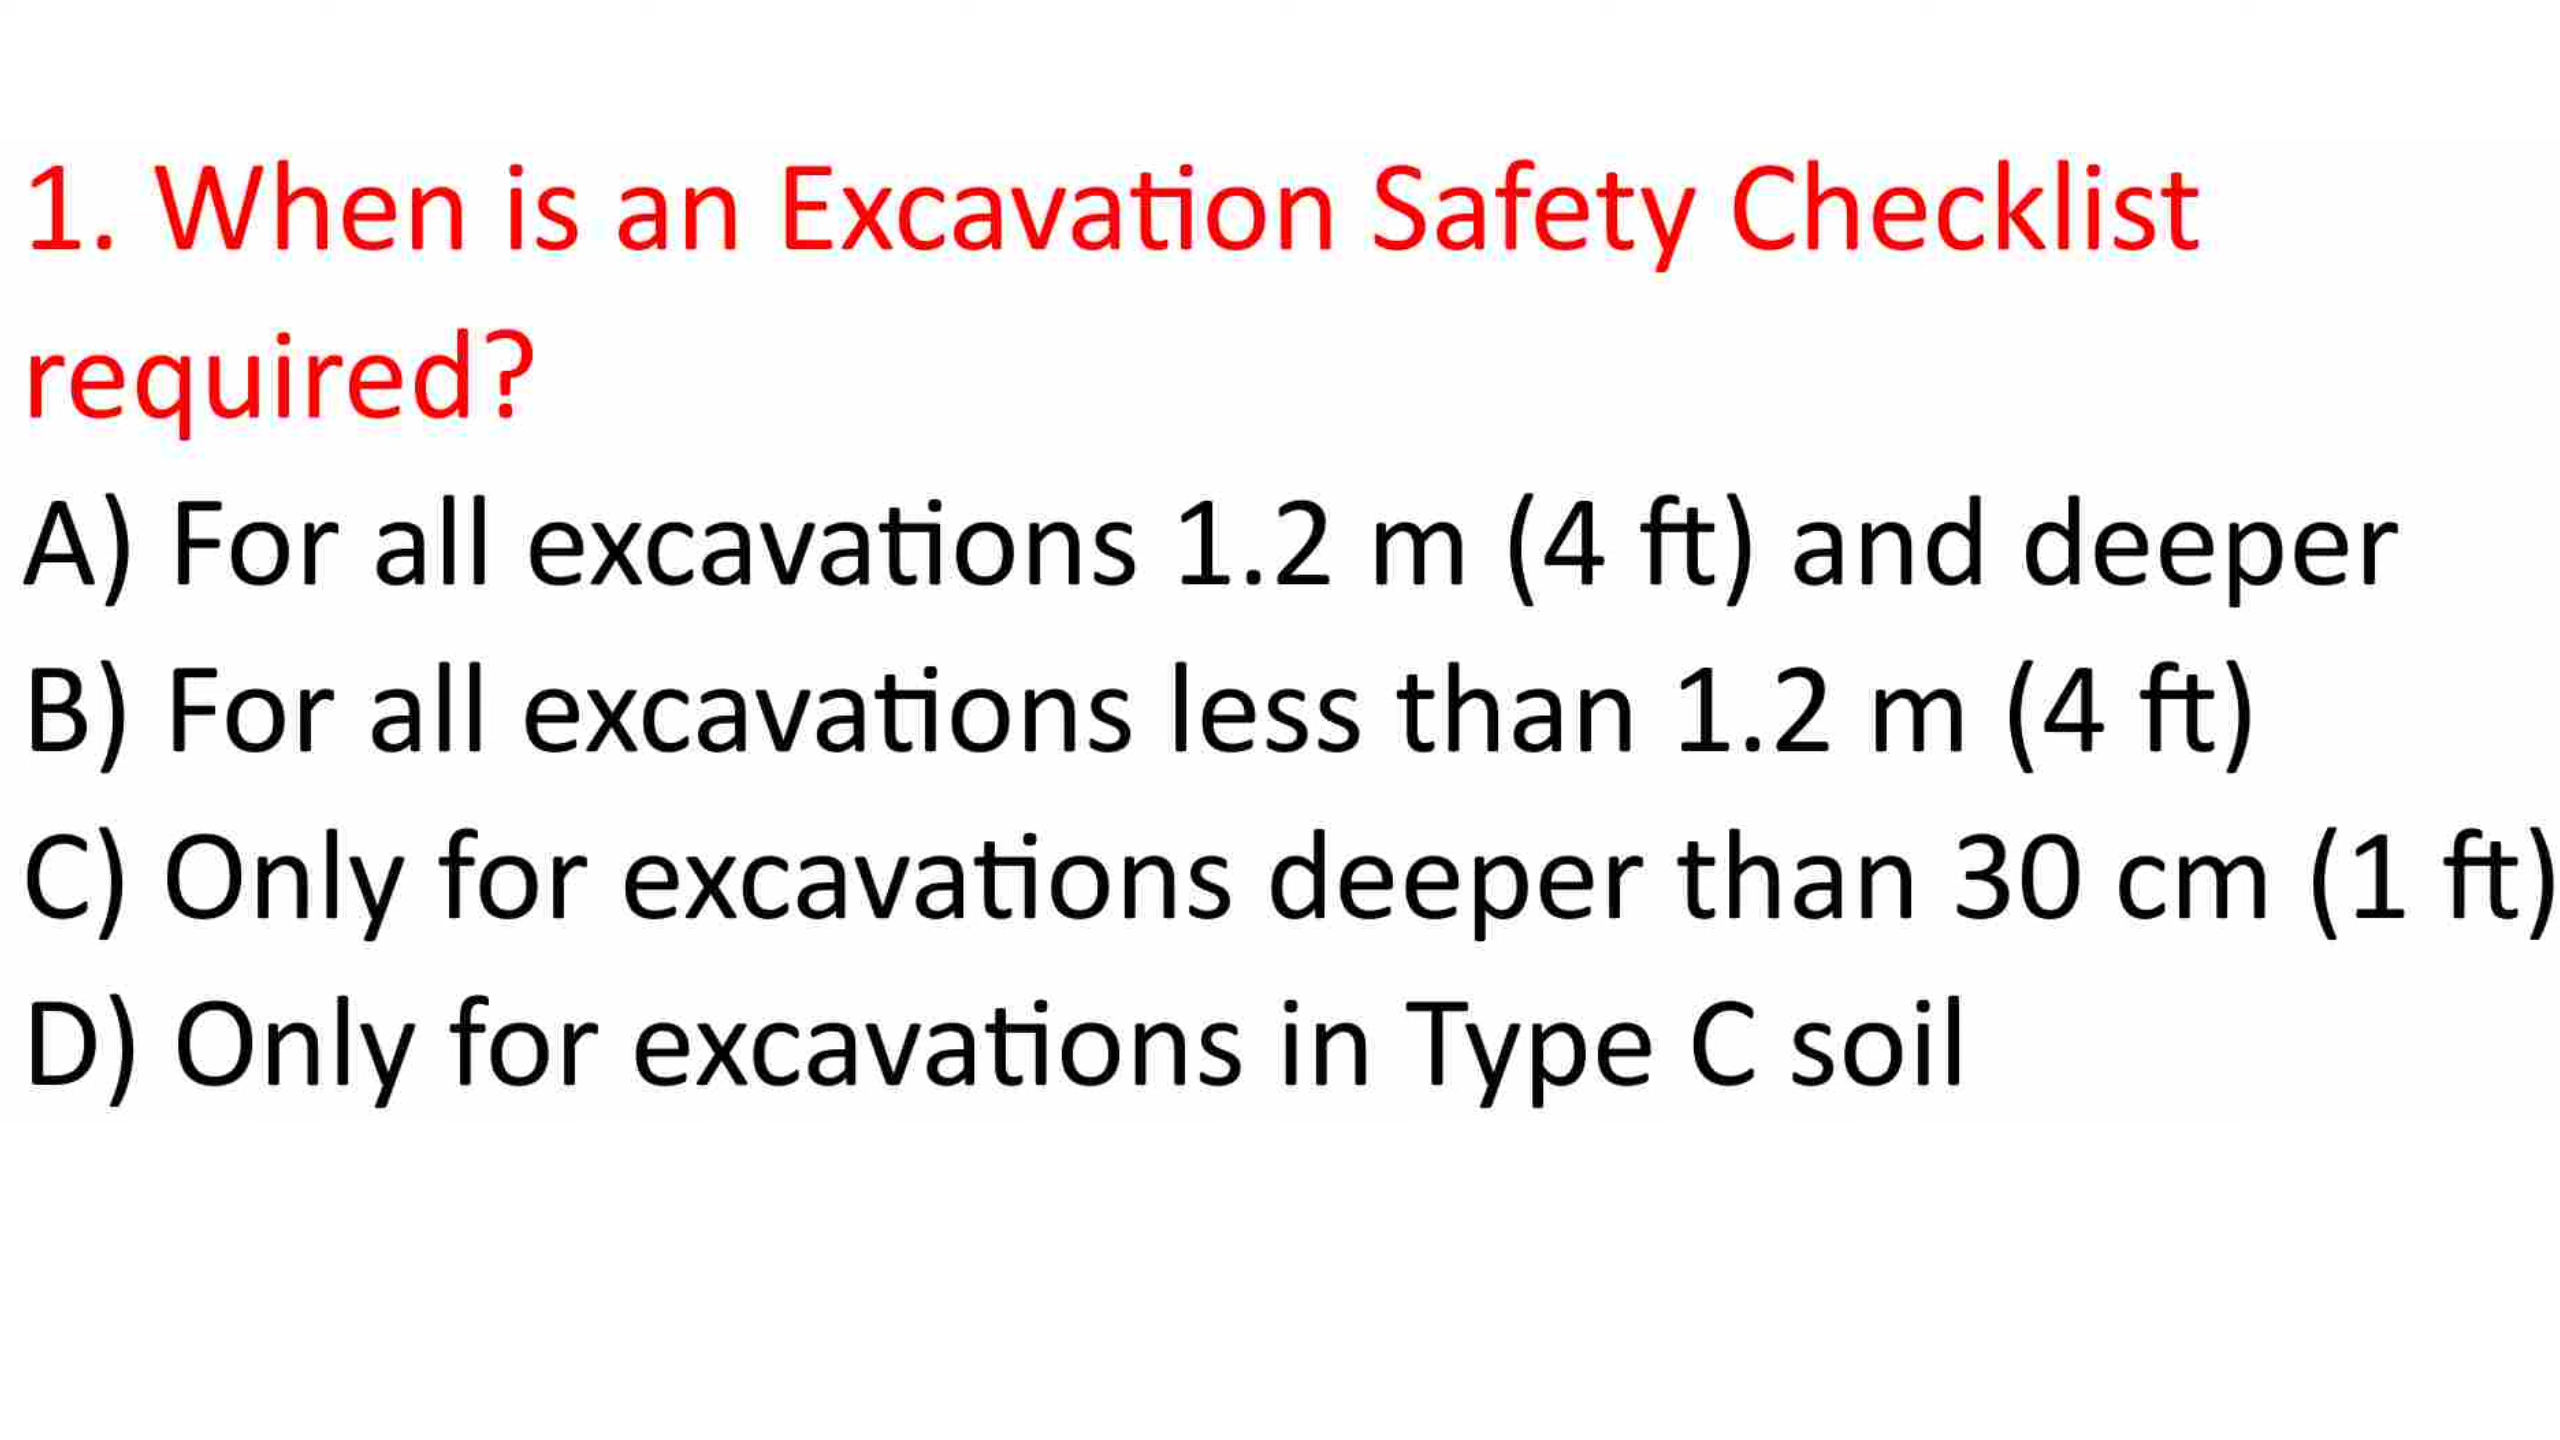 1. When is an Excavation Safety Checklist
required?
A) For all excavations 1.2 m (4 ft) and deeper
B) For all excavations less than 1.2 m (4 ft)
C) Only for excavations deeper than 30 cm (1 ft)
D) Only for excavations in Type C soil